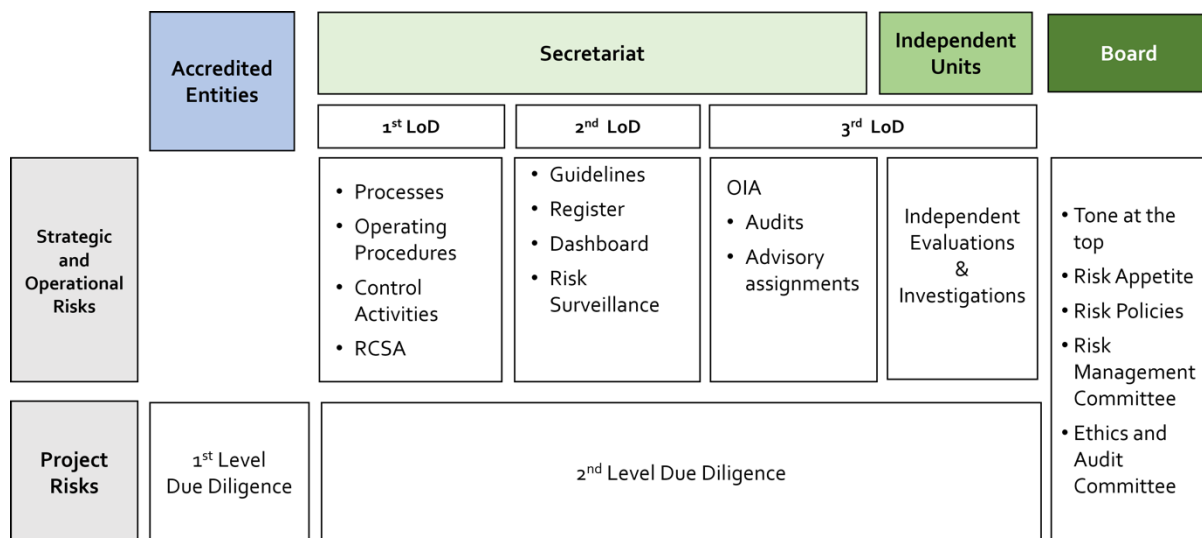 Accredited
Entities
Secretariat
Independent
Units
Board
1st LoD
2nd LoD
3rd LoD
Strategic
and
Operational
Risks
• Processes
• Operating
Procedures
• Control
Activities
• RCSA
• Guidelines
• Register
• Dashboard
• Risk
Surveillance
OIA
• Audits
• Advisory
assignments
Independent
Evaluations
&
Investigations
• Tone at the
top
• Risk Appetite
• Risk Policies
• Risk
Management
Committee
• Ethics and
Audit
Committee
Project
Risks
1st Level
Due Diligence
2nd Level Due Diligence